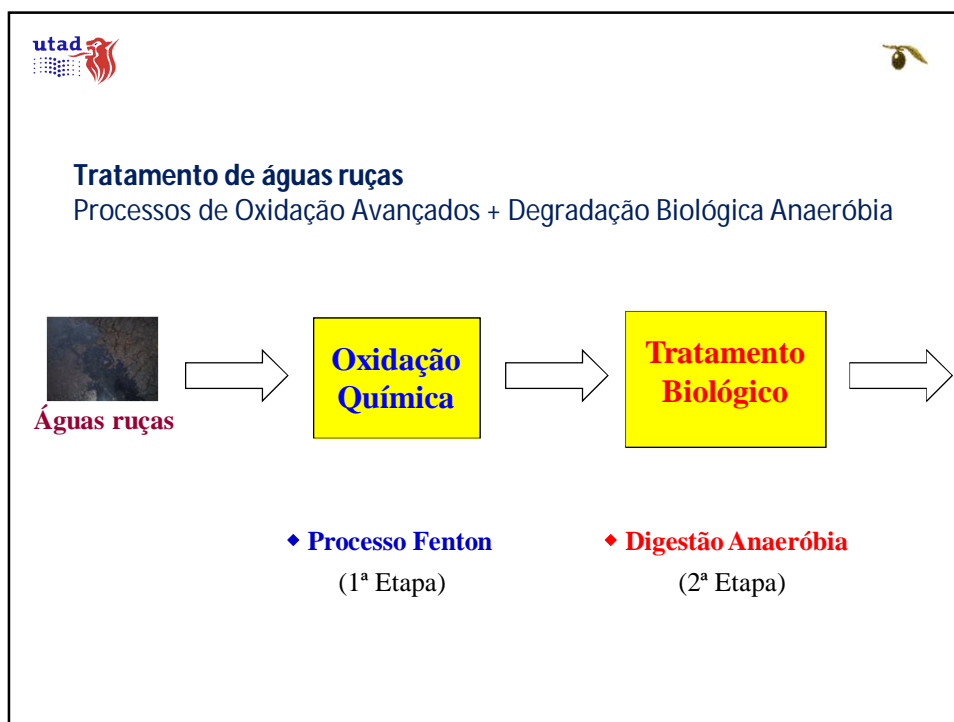 utad
Tratamento de águas ruças
Processos de Oxidação Avançados + Degradação Biológica Anaeróbia
Oxidação
Química
Tratamento
Biológico
Águas ruças
Processo Fenton
(1ª Etapa)
Digestão Anaeróbia
(2ª Etapa)